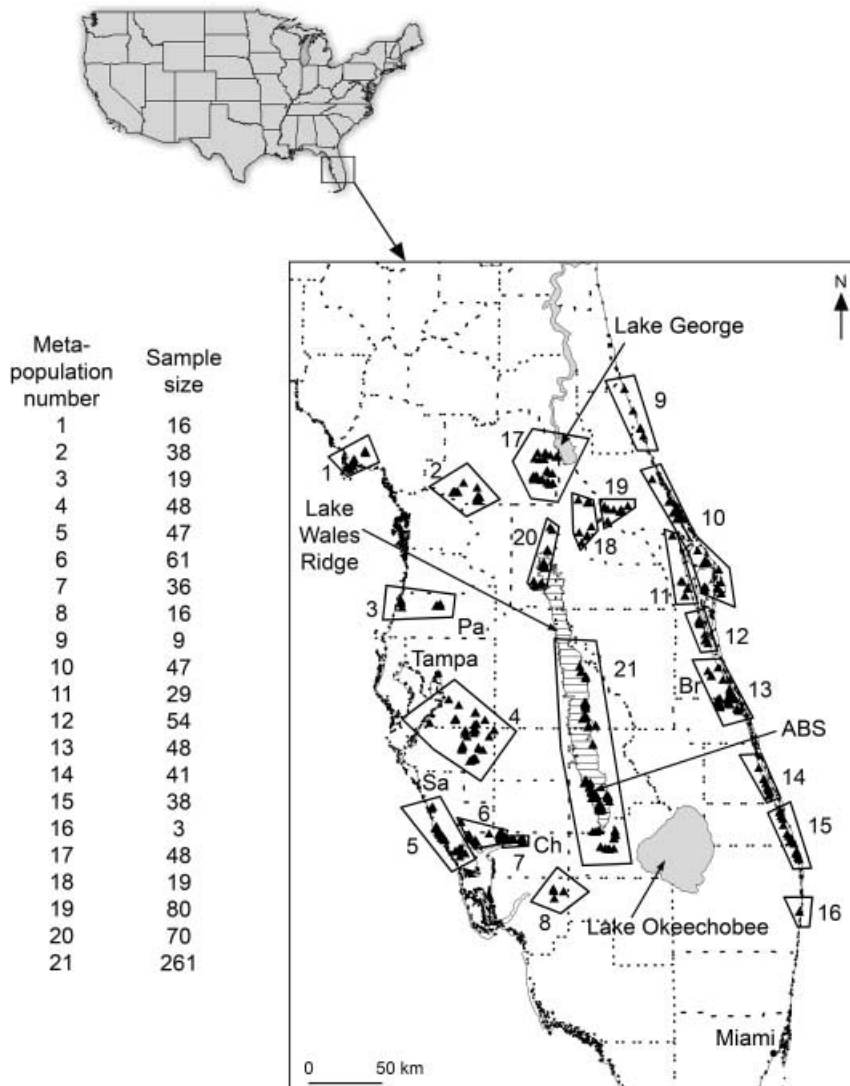 Meta-
population
number
Sample
size
1 16
2 38
3 19
4 48
5 47
6 61
7 36
8 16
9 9
10 47
11 29
12 54
13 48
14 41
15 38
16 3
17 48
18 19
19 80
20 70
21 261
N
Lake George
9
17
1
2
Lake
Wales
Ridge
19
10
18
20
3
Pa
11
12
Tampa
21
4
Br
13
ABS
Sa
14
5
6
Ch
7
15
8
Lake Okeechobee
16
Miami
0 50 km